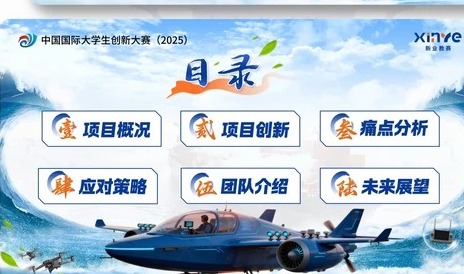 中国国际大学生创新大赛（2025）
xinye
新业教赛
目录
壹 项目概况
贰 项目创新
叁 痛点分析
肆 应对策略
伍 团队介绍
陆 未来展望